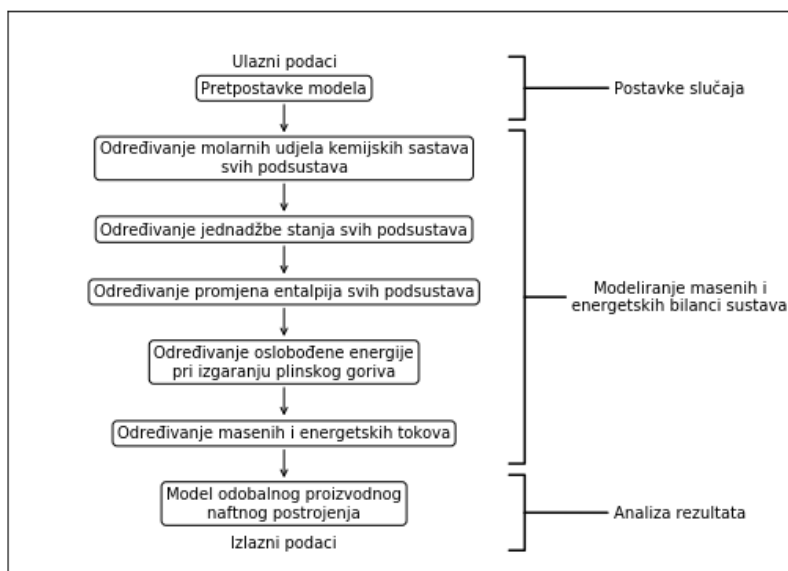 Ulazni podaci
Pretpostavke modela
Postavke slučaja
Određivanje molarnih udjela kemijskih sastava
svih podsustava
Određivanje jednadžbe stanja svih podsustava
Određivanje promjena entalpija svih podsustava
Modeliranje masenih i
energetskih bilanci sustava
Određivanje oslobođene energije
pri izgaranju plinskog goriva
Određivanje masenih i energetskih tokova
Model odobalnog proizvodnog
naftnog postrojenja
Izlazni podaci
Analiza rezultata